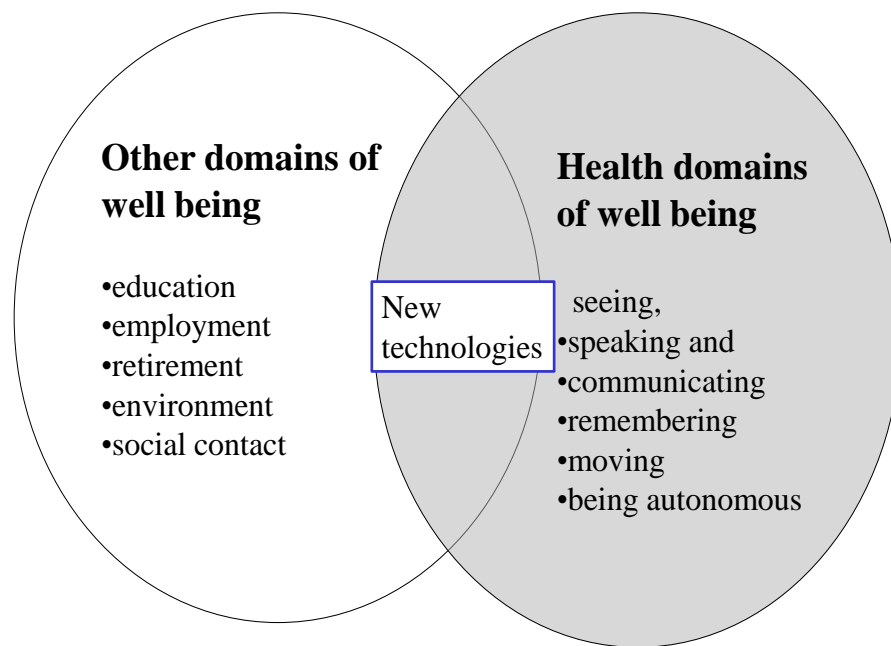 Other domains of
well being
•education
•employment
•retirement
•environment
•social contact
New
technologies
Health domains
of well being
seeing,
•speaking and
•communicating
•remembering
•moving
•being autonomous